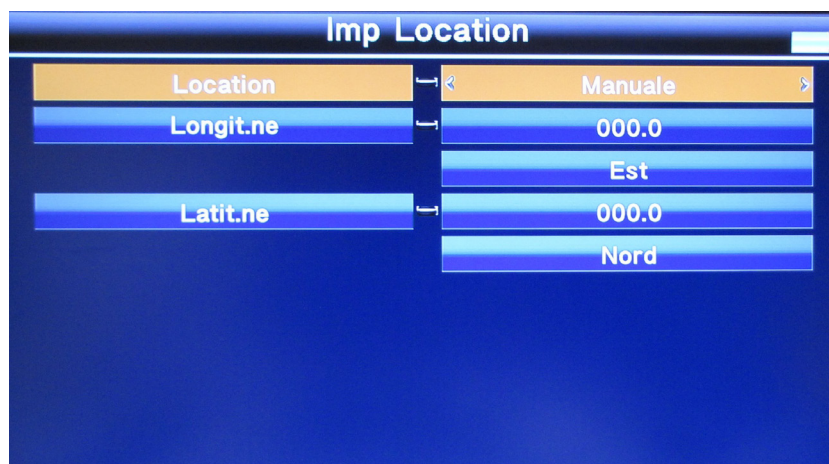 Imp Location
Location Manuale
Longit.ne 000.0
Est
Latit.ne 000.0
Nord